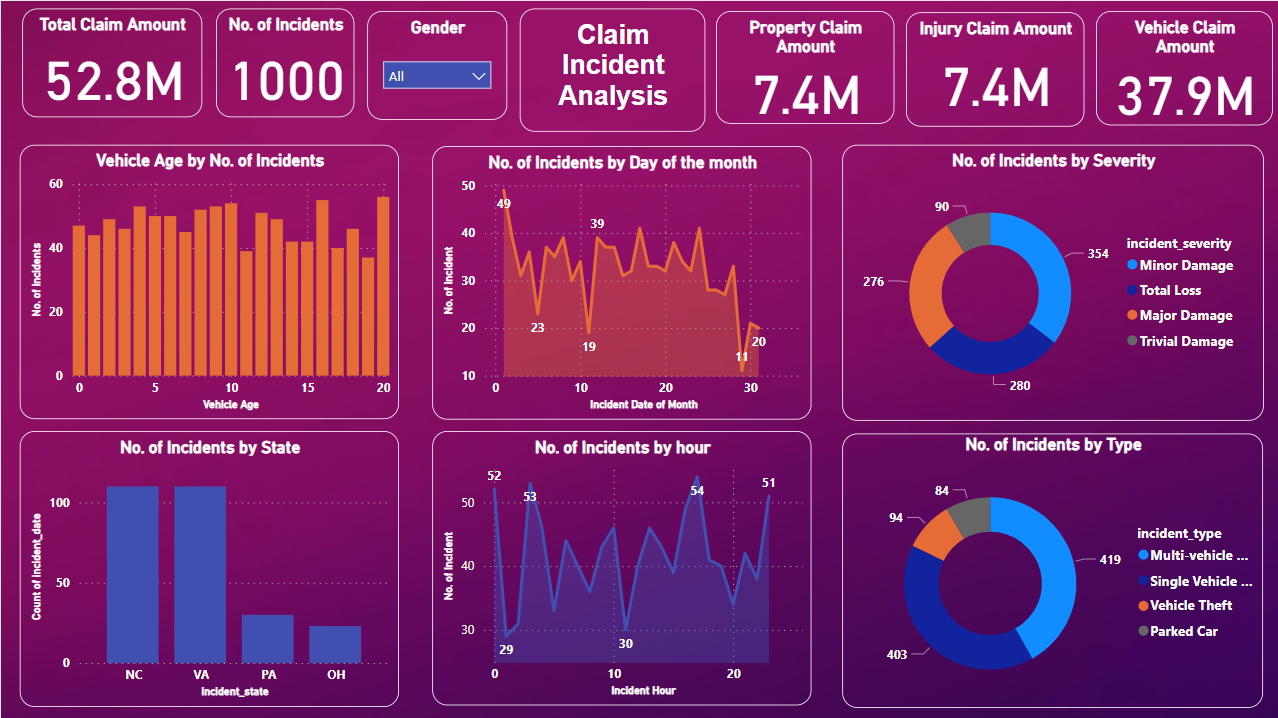 Total Claim Amount
52.8M
No. of Incidents
1000
Gender
All
Claim
Incident
Analysis
Property Claim
Amount
7.4M
Injury Claim Amount
7.4M
Vehicle Claim
Amount
37.9M
Vehicle Age by No. of Incidents
No. of Incidents
60
40
20
0
0 5 10 15 20
Vehicle Age
No. of Incidents by Day of the month
No. of Incident
50
40
30
20
10
49
39
23
19
11
20
0 10 20 30
Incident Date of Month
No. of Incidents by Severity
90
354
276
280
incident_severity
Minor Damage
Total Loss
Major Damage
Trivial Damage
No. of Incidents by State
Count of incident_date
100
50
0
NC VA PA OH
incident_state
No. of Incidents by hour
No. of Incident
50
40
30
52
53
54
51
29
30
0 10 20
Incident Hour
No. of Incidents by Type
84
94
419
403
incident_type
Multi-vehicle ...
Single Vehicle ...
Vehicle Theft
Parked Car